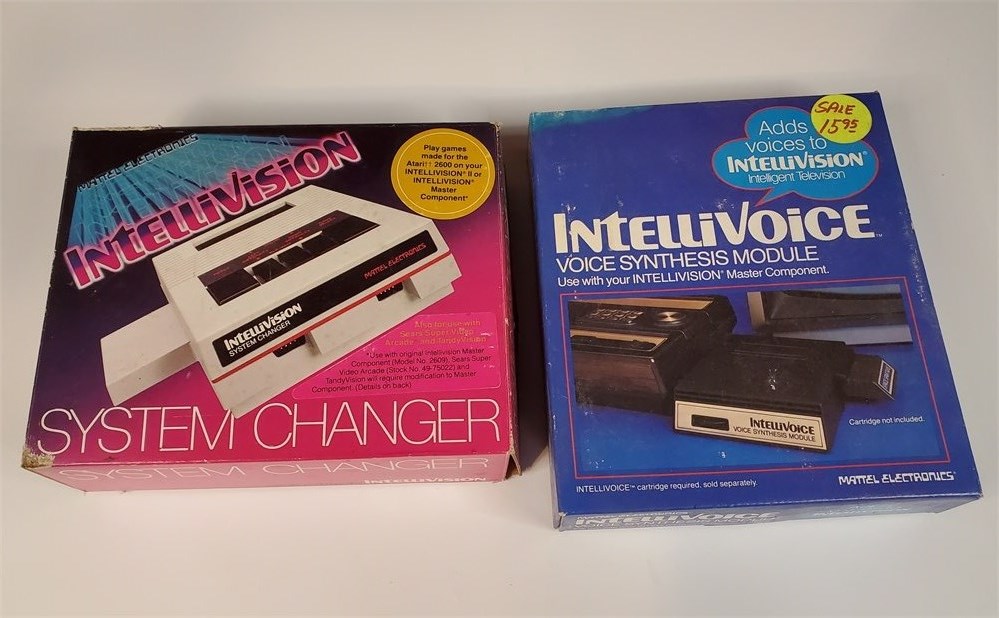 MATTEL ELECTRONICS
INTELLIVISION
Play games
made for the
Atari†† 2600 on your
INTELLIVISION® II or
INTELLIVISION®
Master
Component*
MATTEL ELECTRONICS
INTELLIVISION
SYSTEM CHANGER
Also for use with
Sears Super Video
Arcade and TandyVision
*Use with original Intellivision Master
Component (Model No. 2609). Sears Super
Video Arcade (Stock No. 49-75022) and
TandyVision will require modification to Master
Component. (Details on back)
SYSTEM CHANGER
SYSTEM CHANGER
INTELLIVISION
SALE
15.95
Adds
voices to
INTELLIVISION®
Intelligent Television
INTELLIVOICE™
VOICE SYNTHESIS MODULE
Use with your INTELLIVISION® Master Component.
INTELLIVOICE
VOICE SYNTHESIS MODULE
Cartridge not included.
INTELLIVOICE™ cartridge required, sold separately.
MATTEL ELECTRONICS®
INTELLIVOICE